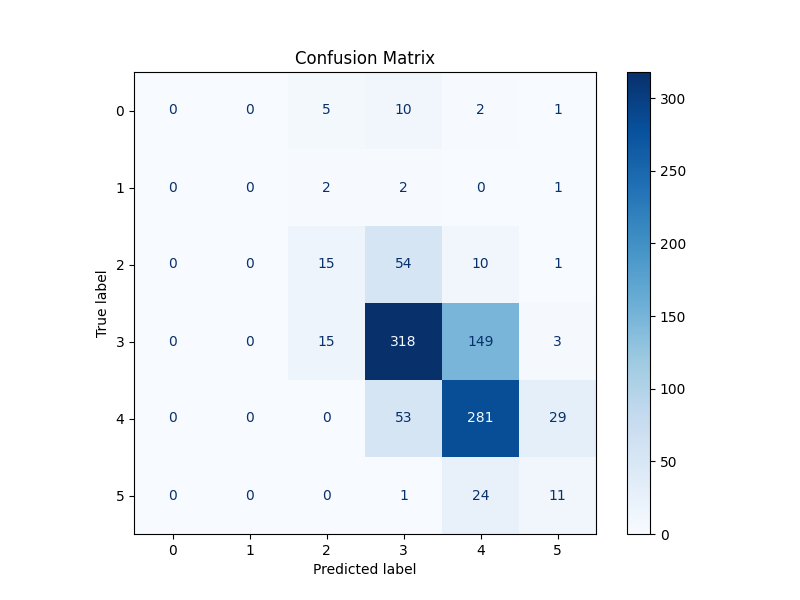 Confusion Matrix
0 0 0 5 10 2 1
1 0 0 2 2 0 1
2 0 0 15 54 10 1
3 0 0 15 318 149 3
4 0 0 0 53 281 29
5 0 0 0 1 24 11
0 1 2 3 4 5
Predicted label
True label
300
250
200
150
100
50
0